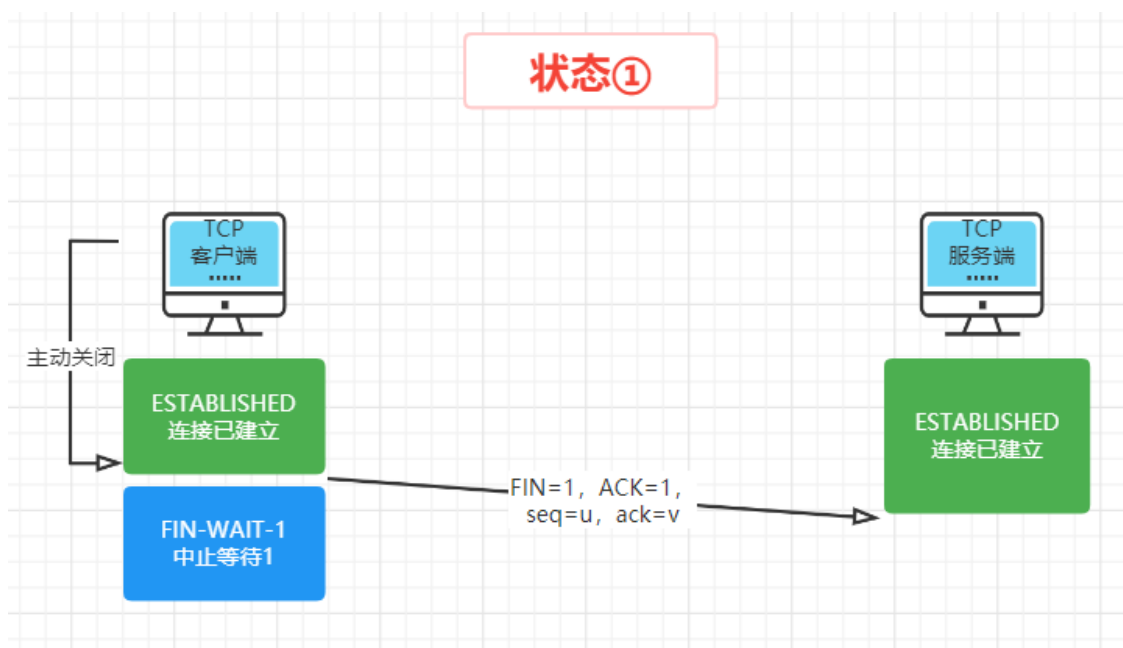 状态①
TCP
客户端
TCP
服务端
主动关闭
ESTABLISHED
连接已建立
ESTABLISHED
连接已建立
FIN=1, ACK=1,
seq=u, ack=v
FIN-WAIT-1
中止等待1